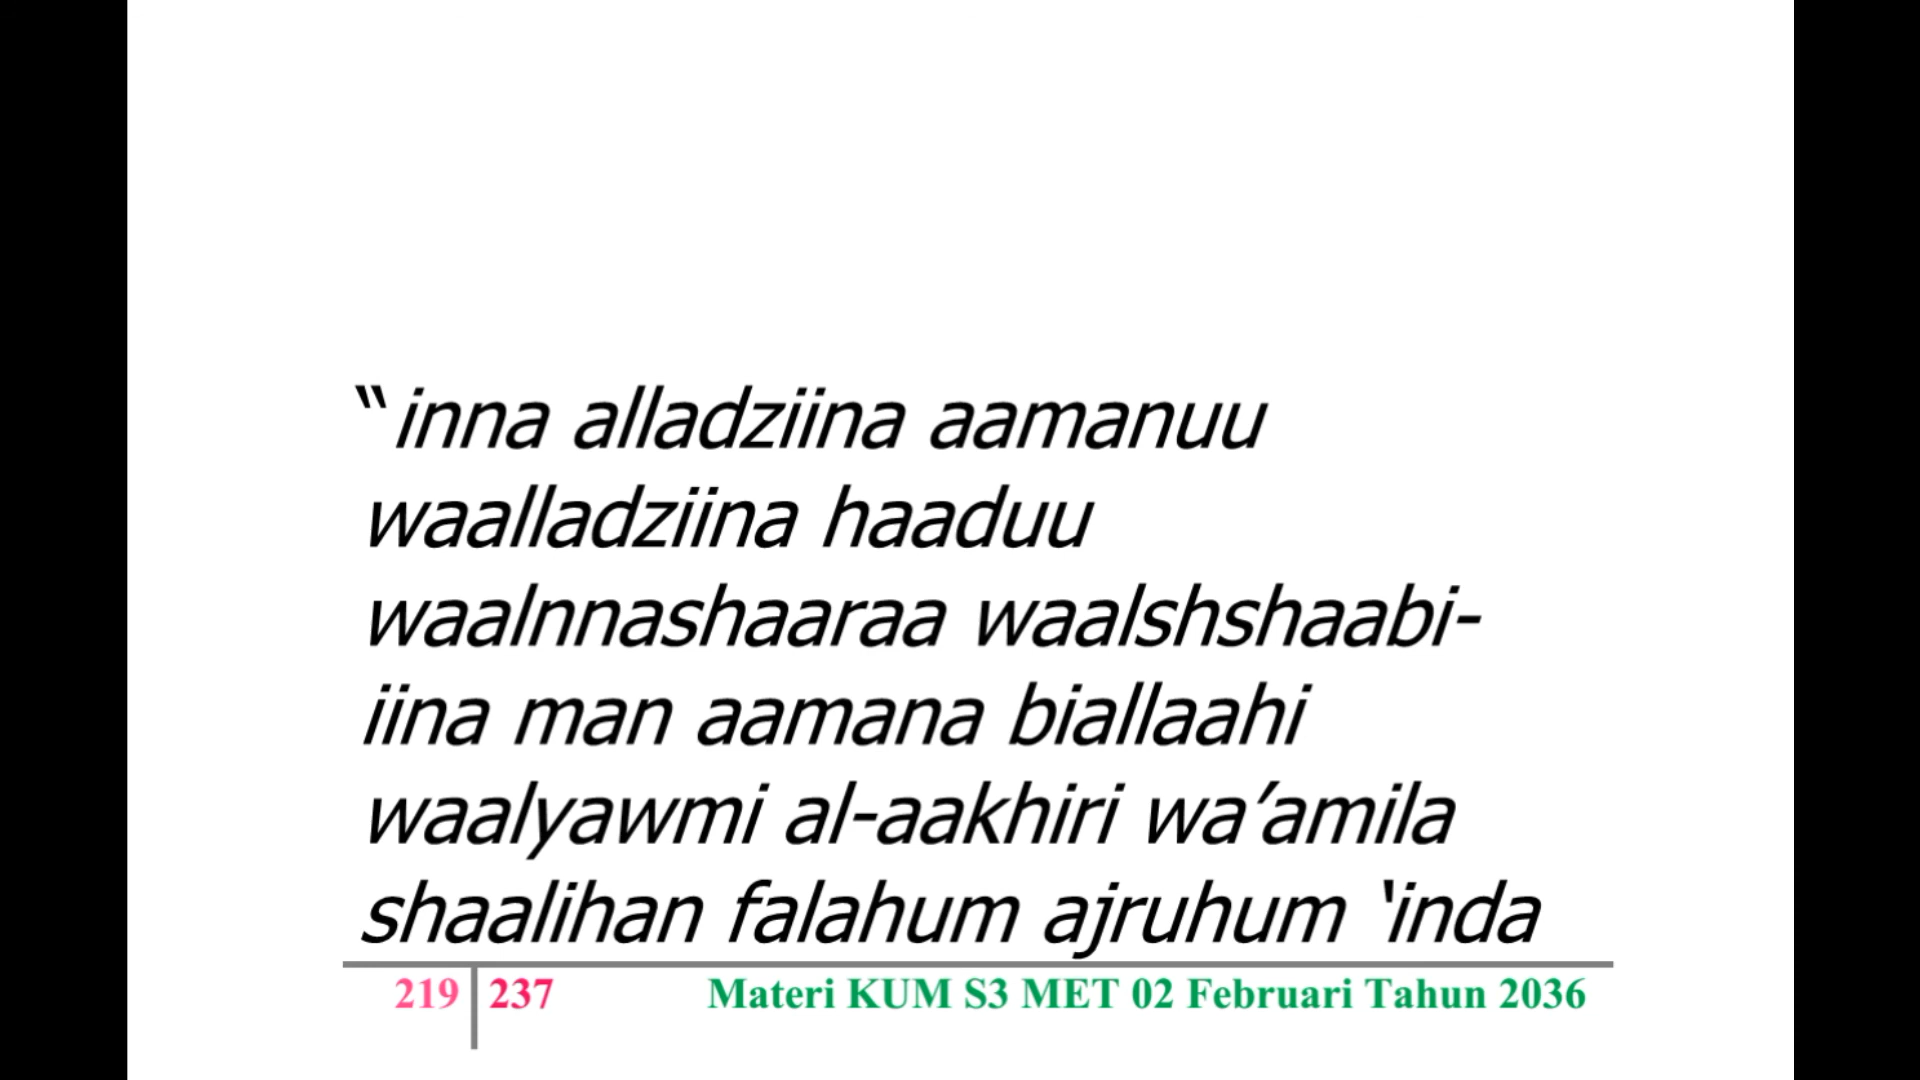 “inna alladziina aamanuu
waalladziina haaduu
waalnnashaaraa waalshshaabi-
iina man aamana biallaahi
waalyawmi al-aakhiri wa’amila
shaalihan falahum ajruhum ‘inda
219 237 Materi KUM S3 MET 02 Februari Tahun 2036